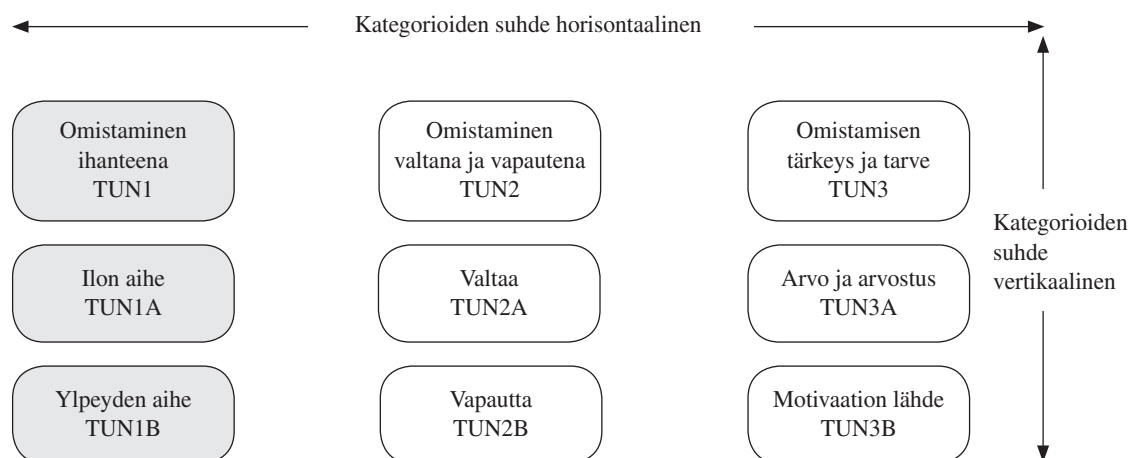 Kategorioiden suhde horisontaalinen
Omistaminen
ihanteena
TUN1
Omistaminen
valtana ja vapautena
TUN2
Omistamisen
tärkeys ja tarve
TUN3
Kategorioiden
suhde
vertikaalinen
Ilon aihe
TUN1A
Valtaa
TUN2A
Arvo ja arvostus
TUN3A
Ylpeyden aihe
TUN1B
Vapautta
TUN2B
Motivaation lähde
TUN3B